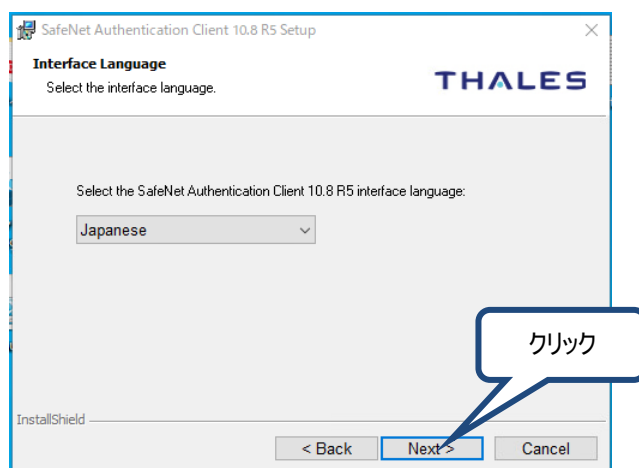 SafeNet Authentication Client 10.8 R5 Setup
Interface Language
Select the interface language.
THALES
Select the SafeNet Authentication Client 10.8 R5 interface language:
Japanese
クリック
InstallShield
< Back
Next >
Cancel